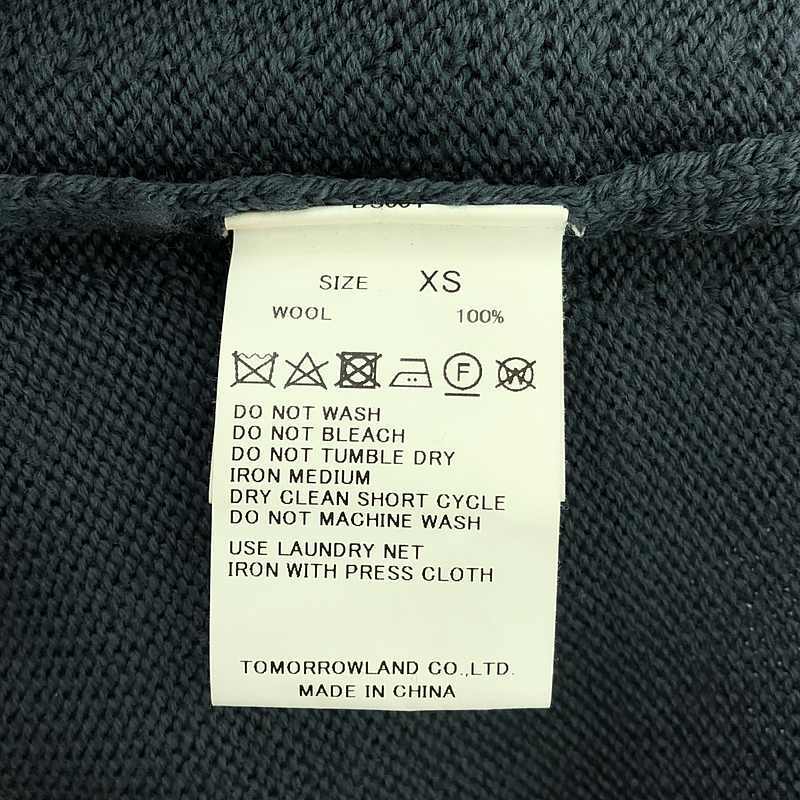 SIZE XS
WOOL 100%
F W
DO NOT WASH
DO NOT BLEACH
DO NOT TUMBLE DRY
IRON MEDIUM
DRY CLEAN SHORT CYCLE
DO NOT MACHINE WASH
USE LAUNDRY NET
IRON WITH PRESS CLOTH
TOMORROWLAND CO.,LTD.
MADE IN CHINA